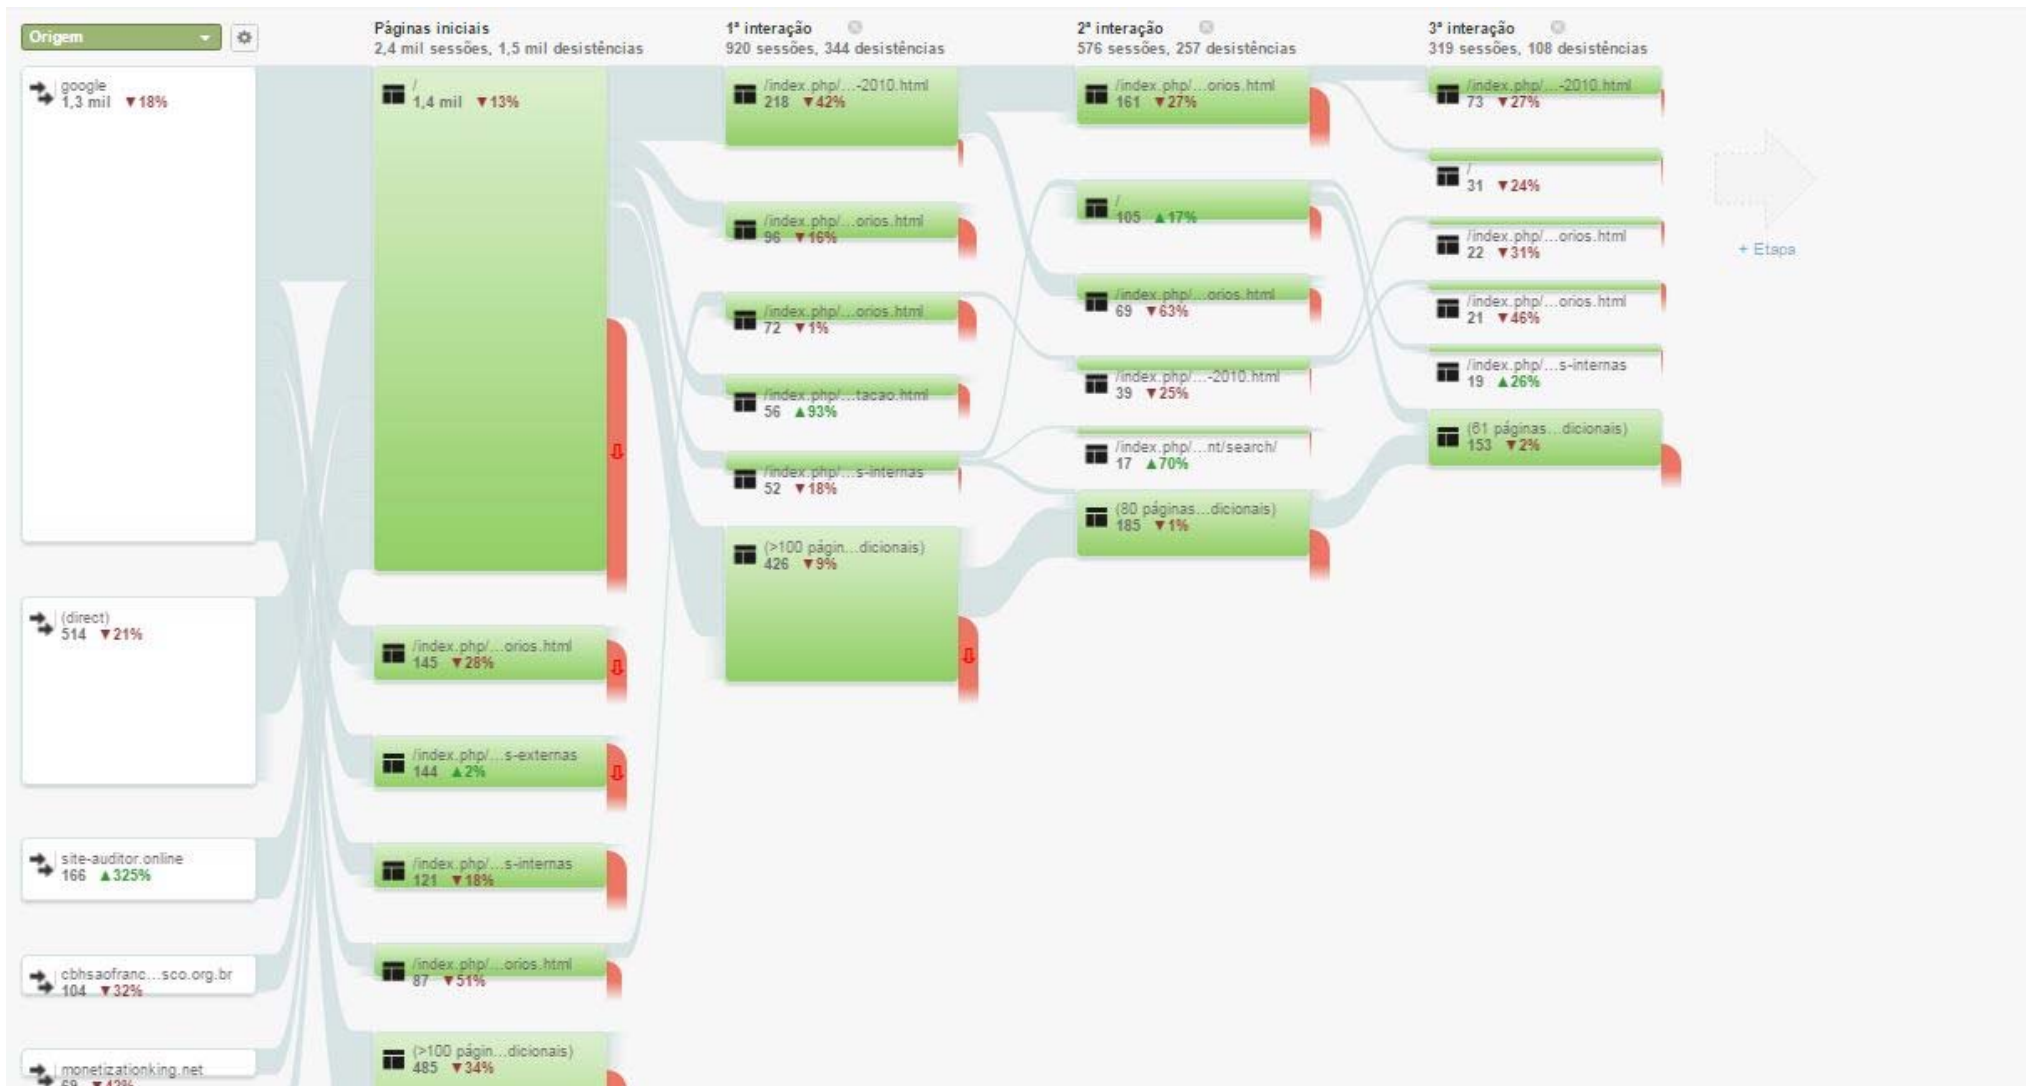 Origem
google
1,3 mil ▼18%
(direct)
514 ▼21%
site-auditor.online
166 ▲325%
cbhsaofranc...sco.org.br
104 ▼32%
monetizationking.net
69 ▼42%
Páginas iniciais
2,4 mil sessões, 1,5 mil desistências
/
1,4 mil ▼13%
/index.php/...orios.html
145 ▼28%
/index.php/...s-externas
144 ▲2%
/index.php/...s-internas
121 ▼18%
/index.php/...orios.html
87 ▼51%
(>100 págin...dicionais)
485 ▼34%
1ª interação
920 sessões, 344 desistências
/index.php/...-2010.html
218 ▼42%
/index.php/...orios.html
96 ▼16%
/index.php/...orios.html
72 ▼1%
/index.php/...tacao.html
56 ▲93%
/index.php/...s-internas
52 ▼18%
(>100 págin...dicionais)
426 ▼9%
2ª interação
576 sessões, 257 desistências
/index.php/...orios.html
161 ▼27%
/
105 ▲17%
/index.php/...orios.html
69 ▼63%
/index.php/...-2010.html
39 ▼25%
/index.php/...nt/search/
17 ▲70%
(80 páginas...dicionais)
185 ▼1%
3ª interação
319 sessões, 108 desistências
/index.php/...-2010.html
73 ▼27%
/
31 ▼24%
/index.php/...orios.html
22 ▼31%
/index.php/...orios.html
21 ▼46%
/index.php/...s-internas
19 ▲26%
(61 páginas...dicionais)
153 ▼2%
+ Etapa